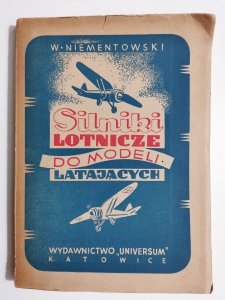 W·NIEMENTOWSKI
Silniki
LOTNICZE
DO MODELI
LATAJĄCYCH
WYDAWNICTWO „UNIVERSUM”
KATOWICE